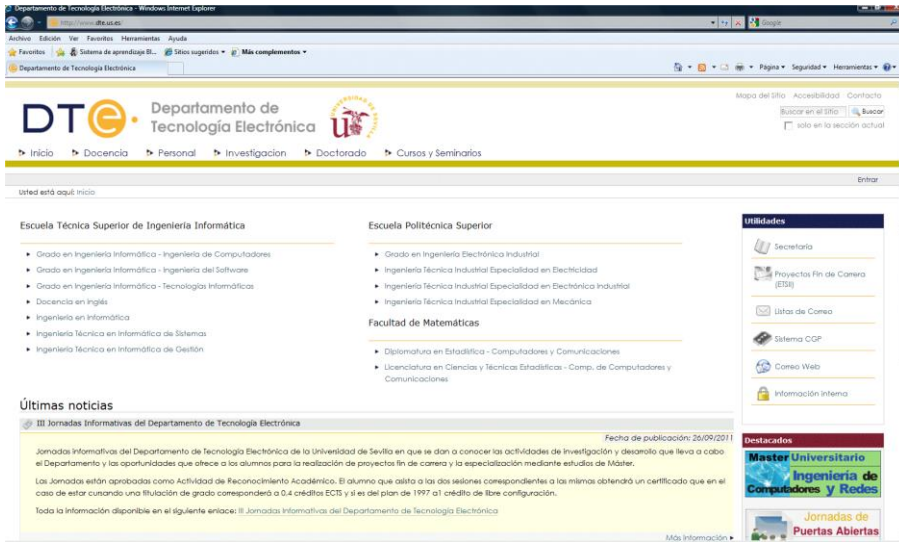 Departamento de Tecnología Electrónica - Windows Internet Explorer
http://www.dte.us.es/
Google
Archivo Edición Ver Favoritos Herramientas Ayuda
Favoritos Sistema de aprendizaje Bl... Sitios sugeridos Más complementos
Departamento de Tecnología Electrónica
Página Seguridad Herramientas
Mapa del Sitio Accesibilidad Contacto
DTe Departamento de
Tecnología Electrónica
Buscar en el Sitio Buscar
solo en la sección actual
Inicio Docencia Personal Investigacion Doctorado Cursos y Seminarios
Entrar
Usted está aquí: Inicio
Escuela Técnica Superior de Ingeniería Informática
Grado en Ingeniería Informática - Ingeniería de Computadores
Grado en Ingeniería Informática - Ingeniería del Software
Grado en Ingeniería Informática - Tecnologías Informáticas
Docencia en Inglés
Ingeniería en Informática
Ingeniería Técnica en Informática de Sistemas
Ingeniería Técnica en Informática de Gestión
Escuela Politécnica Superior
Grado en Ingeniería Electrónica Industrial
Ingeniería Técnica Industrial Especialidad en Electricidad
Ingeniería Técnica Industrial Especialidad en Electrónica Industrial
Ingeniería Técnica Industrial Especialidad en Mecánica
Facultad de Matemáticas
Diplomatura en Estadística - Computadores y Comunicaciones
Licenciatura en Ciencias y Técnicas Estadísticas - Comp. de Computadores y
Comunicaciones
Utilidades
Secretaría
Proyectos Fin de Carrera
(ETSII)
Listas de Correo
Sistema CGP
Correo Web
Información Interna
Últimas noticias
III Jornadas Informativas del Departamento de Tecnología Electrónica
Fecha de publicación: 26/09/2011
Jornadas informativas del Departamento de Tecnología Electrónica de la Universidad de Sevilla en que se dan a conocer las actividades de investigación y desarrollo que lleva a cabo
el Departamento y las oportunidades que ofrece a los alumnos para la realización de proyectos fin de carrera y la especialización mediante estudios de Máster.
Las Jornadas están aprobadas como Actividad de Reconocimiento Académico. El alumno que asista a las dos sesiones correspondientes a las mismas obtendrá un certificado que en el
caso de estar cursando una titulación de grado corresponderá a 0.4 créditos ECTS y si es del plan de 1997 a1 crédito de libre configuración.
Toda la información disponible en el siguiente enlace: III Jornadas Informativas del Departamento de Tecnología Electrónica
Más información
Destacados
Master Universitario
Ingeniería de
Computadores y Redes
Jornadas de
Puertas Abiertas